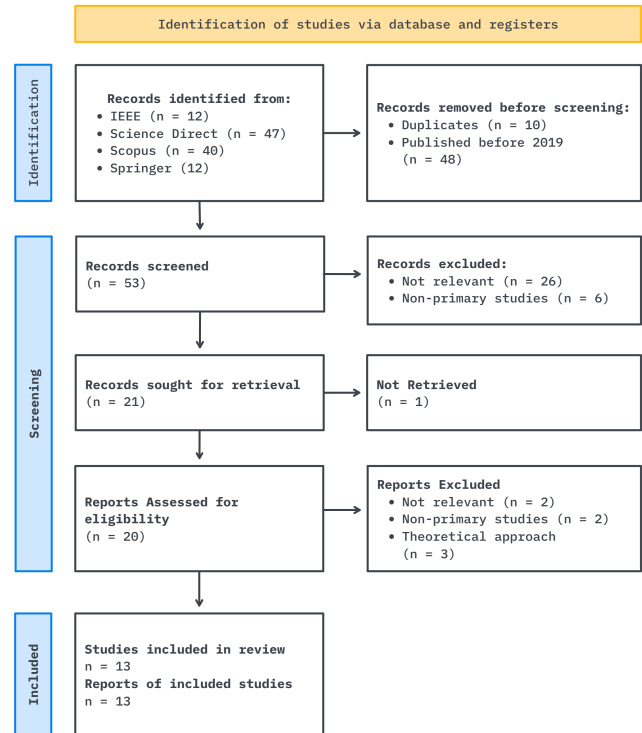 Identification of studies via database and registers
Identification
Records identified from:
• IEEE (n = 12)
• Science Direct (n = 47)
• Scopus (n = 40)
• Springer (12)
Records removed before screening:
• Duplicates (n = 10)
• Published before 2019
(n = 48)
Screening
Records screened
(n = 53)
Records excluded:
• Not relevant (n = 26)
• Non-primary studies (n = 6)
Records sought for retrieval
(n = 21)
Not Retrieved
(n = 1)
Reports Assessed for
eligibility
(n = 20)
Reports Excluded
• Not relevant (n = 2)
• Non-primary studies (n = 2)
• Theoretical approach
(n = 3)
Included
Studies included in review
n = 13
Reports of included studies
n = 13